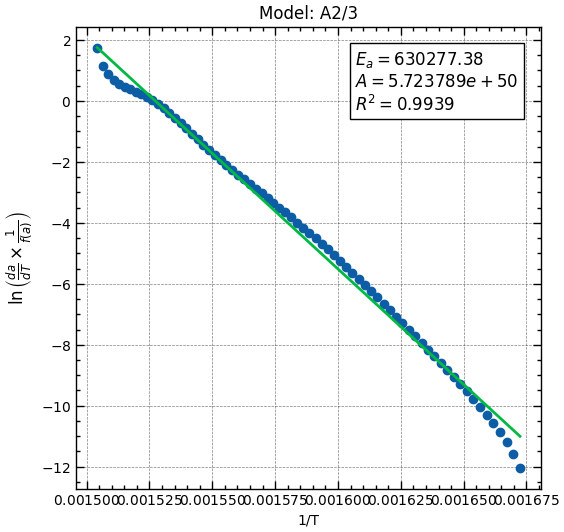 Model: A2/3
E_a = 630277.38
A = 5.723789e + 50
R^2 = 0.9939
ln (da/dT × 1/f(a))
2
0
−2
−4
−6
−8
−10
−12
0.001500 0.001525 0.001550 0.001575 0.001600 0.001625 0.001650 0.001675
1/T